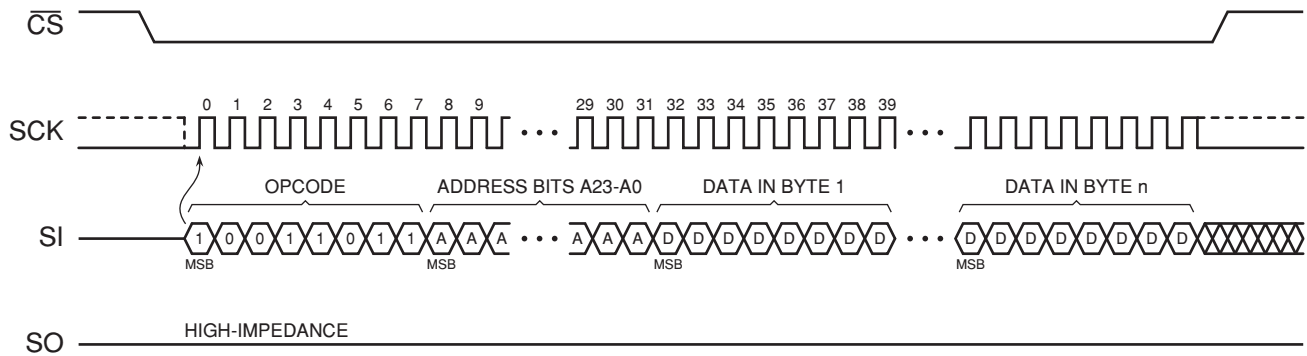 CS
0 1 2 3 4 5 6 7 8 9 29 30 31 32 33 34 35 36 37 38 39
SCK
OPCODE ADDRESS BITS A23-A0 DATA IN BYTE 1 DATA IN BYTE n
SI 1 0 0 1 1 0 1 1 A A A A A A D D D D D D D D D D D D D D D D
MSB MSB MSB MSB
HIGH-IMPEDANCE
SO